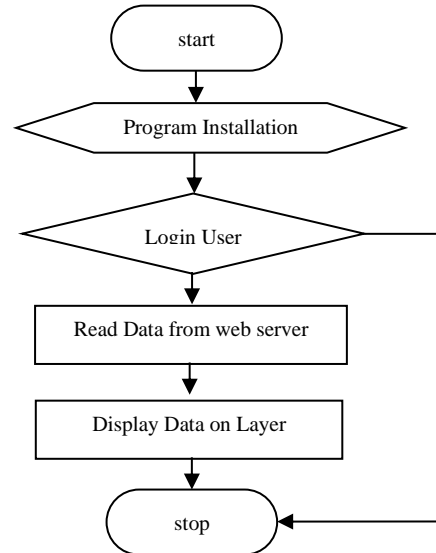 start
Program Installation
Login User
Read Data from web server
Display Data on Layer
stop